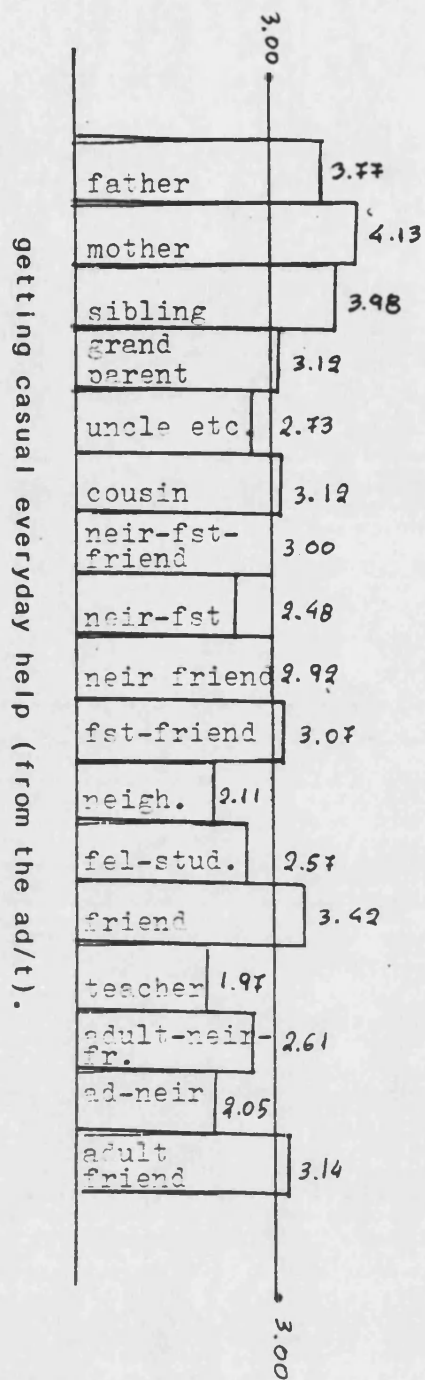 3.00
father 3.77
mother 4.13
sibling 3.98
grand
parent 3.12
uncle etc. 2.73
cousin 3.12
neir-fst-
friend 3.00
neir-fst 2.48
neir friend 2.92
fst-friend 3.07
neigh. 2.11
fel-stud. 2.57
friend 3.42
teacher 1.97
adult-neir-
fr. 2.61
ad-neir 2.05
adult
friend 3.14
3.00
getting casual everyday help (from the ad/t).